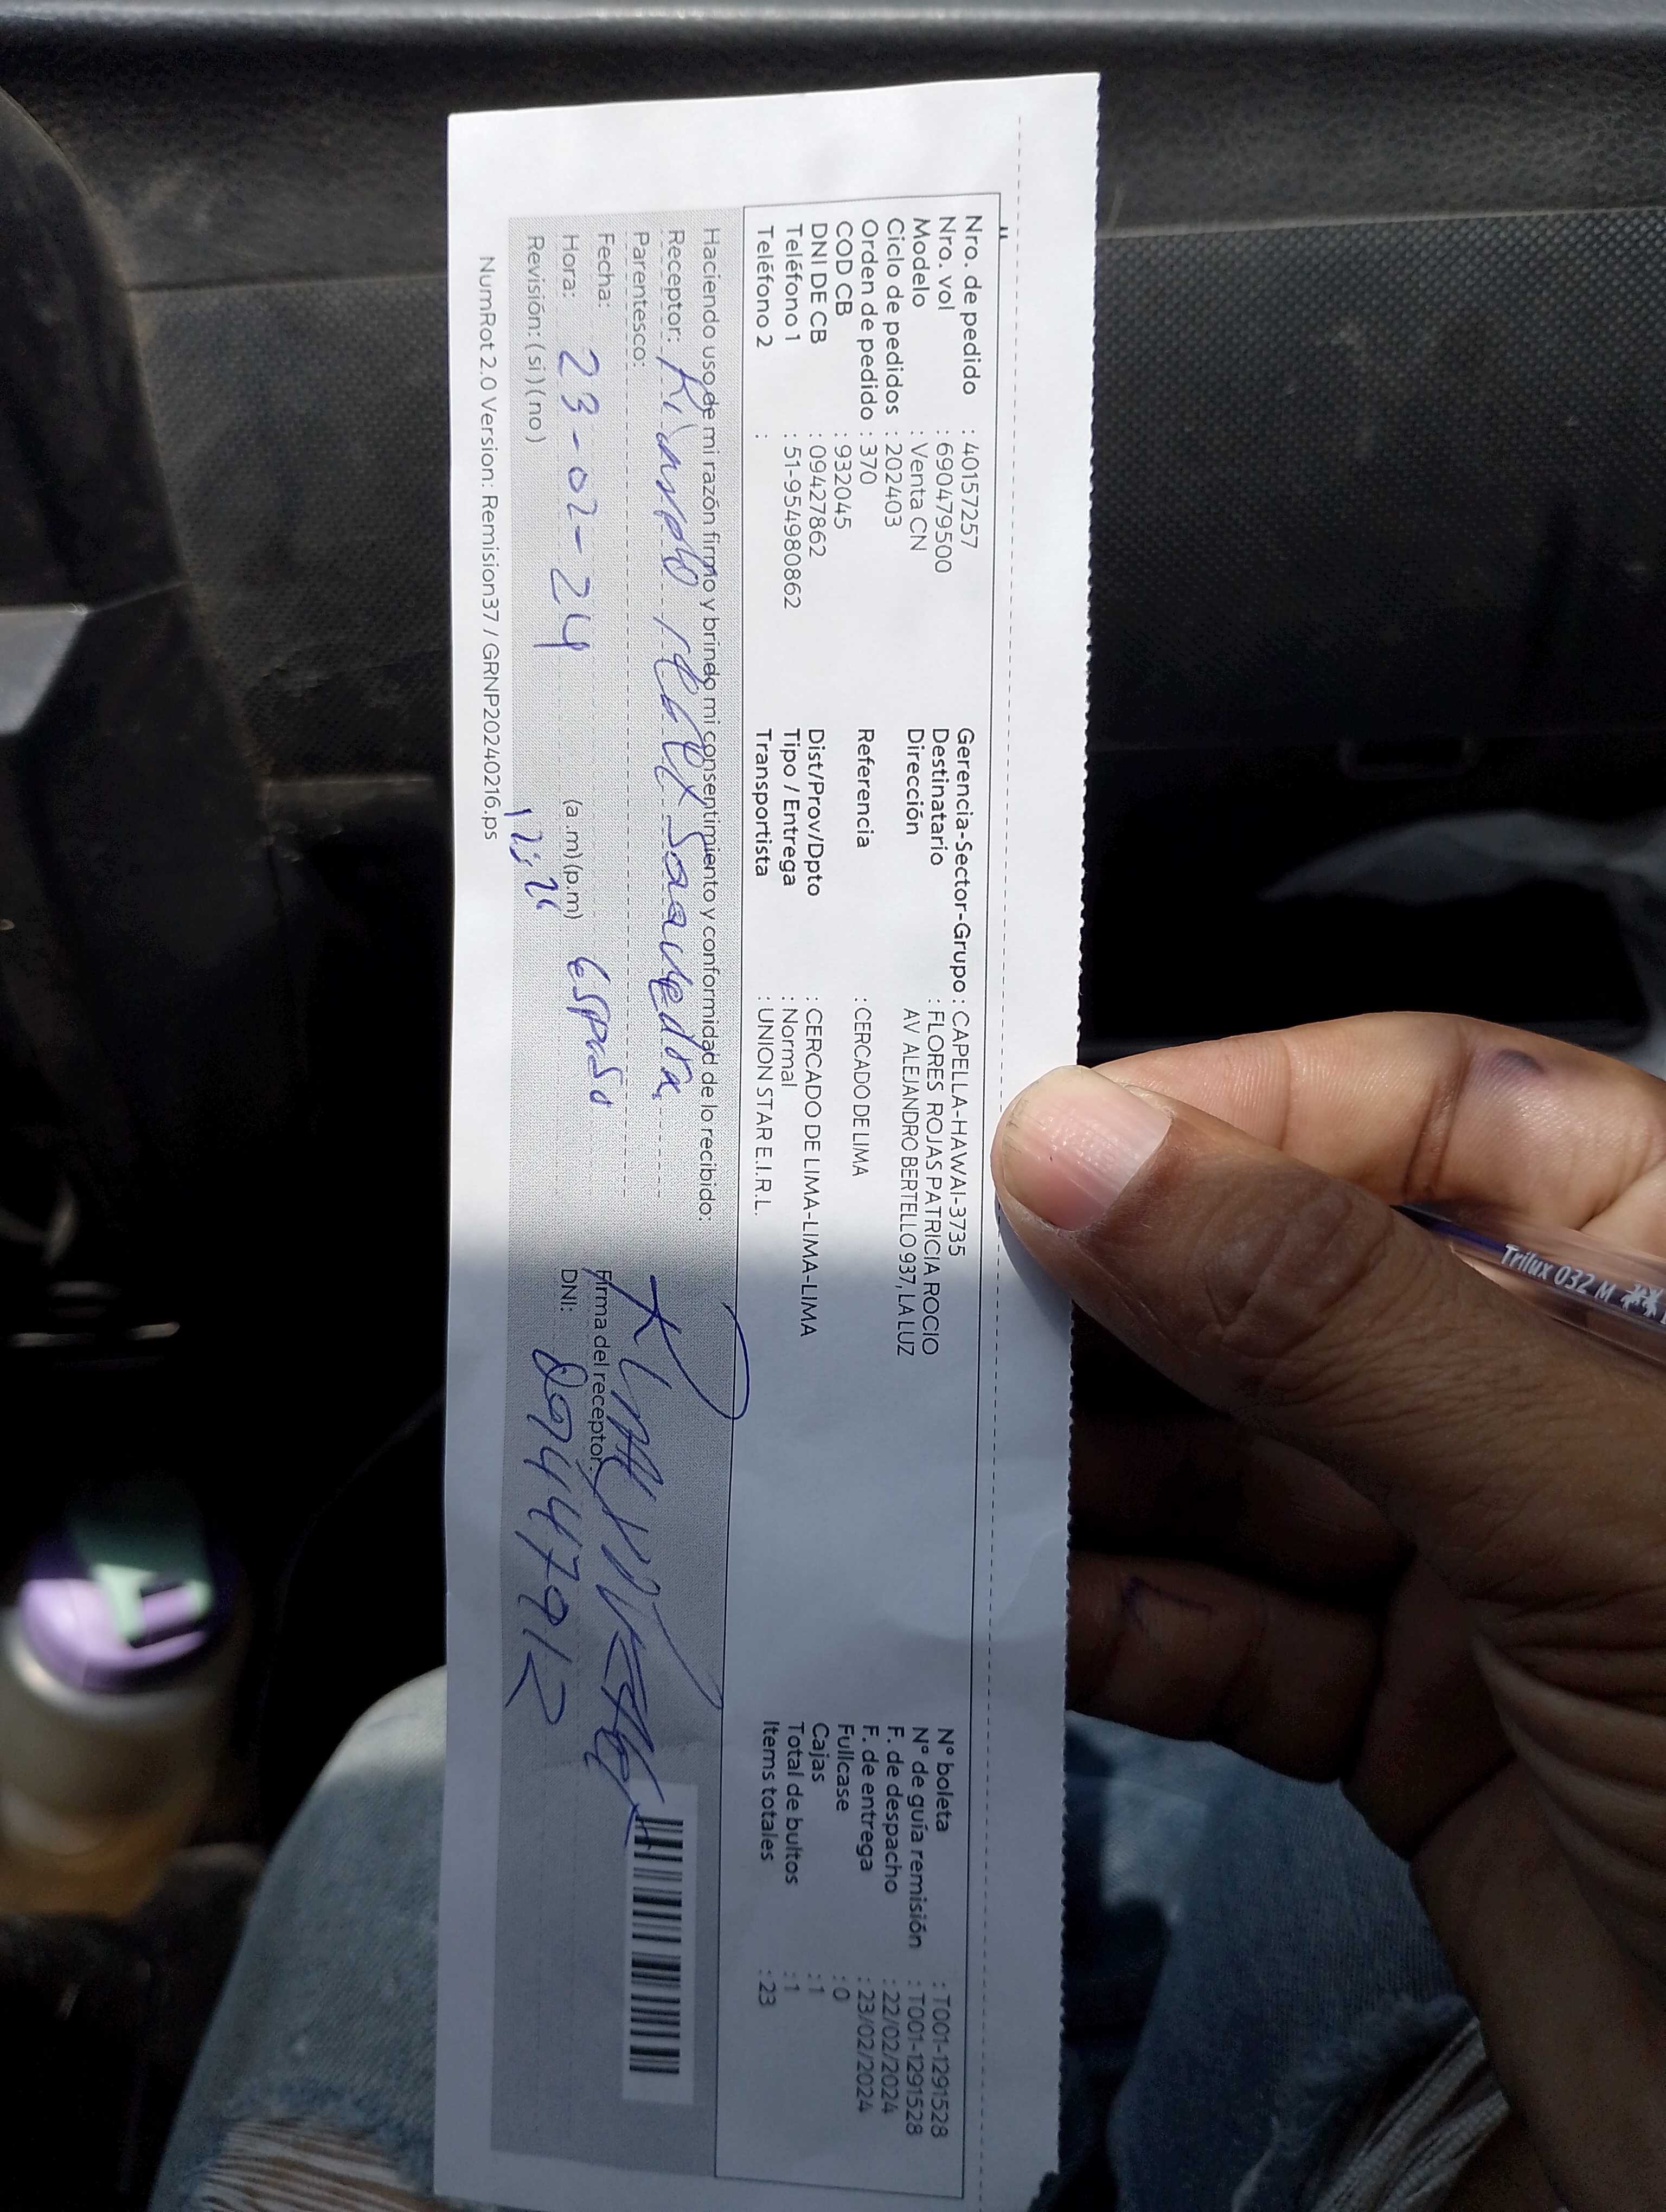 Nro. de pedido : 40157257
Nro. vol : 690479500
Modelo : Venta CN
Ciclo de pedidos : 202403
Orden de pedido : 370
COD CB : 932045
DNI DE CB : 09427862
Teléfono 1 : 51-954980862
Teléfono 2 :
Gerencia-Sector-Grupo : CAPELLA-HAWAI-3735
Destinatario : FLORES ROJAS PATRICIA ROCIO
Dirección AV ALEJANDRO BERTELLO 937, LA LUZ
Referencia : CERCADO DE LIMA
Dist/Prov/Dpto : CERCADO DE LIMA-LIMA-LIMA
Tipo / Entrega : Normal
Transportista : UNION STAR E.I.R.L.
N° boleta : T001-1291528
N° de guía remisión : T001-1291528
F. de despacho : 22/02/2024
F. de entrega : 23/02/2024
Fullcase : 0
Cajas : 1
Total de bultos : 1
Items totales : 23
Haciendo uso de mi razón firmo y brindo mi consentimiento y conformidad de lo recibido:
Receptor: Saavedra
Parentesco: esposo
Fecha: 23-02-24
Hora: (a.m) (p.m)
Revisión: ( si ) ( no )
Firma del receptor:
DNI: 09447912
NumRot 2.0 Version: Remision37 / GRNP20240216.ps
Trilux 032 M